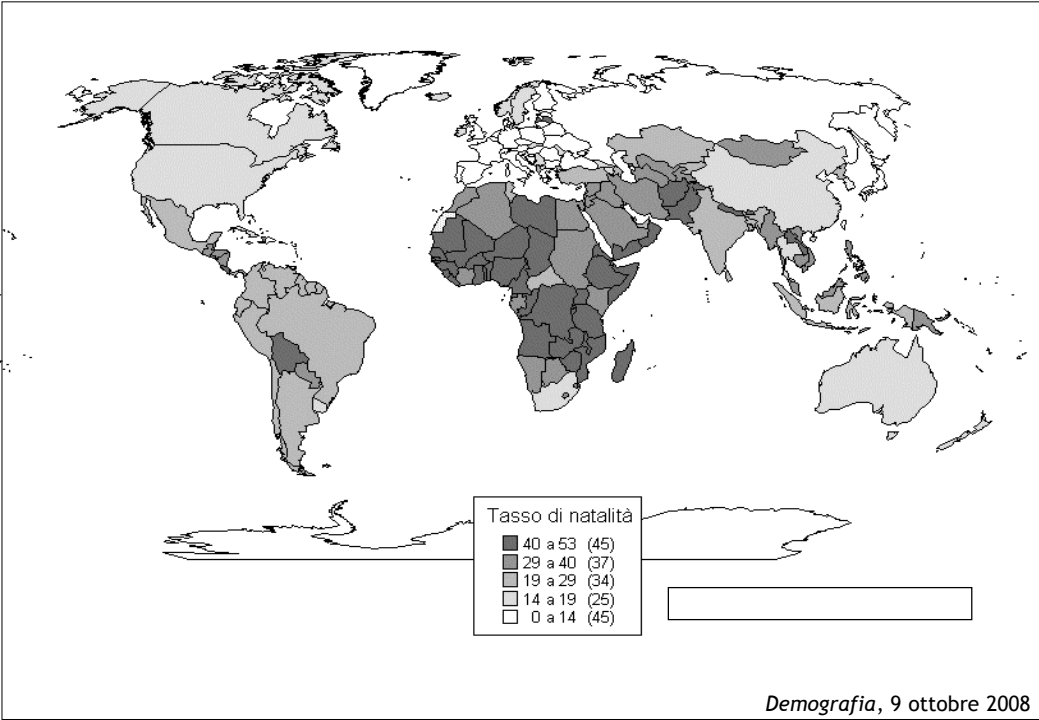 Tasso di natalità
40 a 53 (45)
29 a 40 (37)
19 a 29 (34)
14 a 19 (25)
0 a 14 (45)
Demografia, 9 ottobre 2008